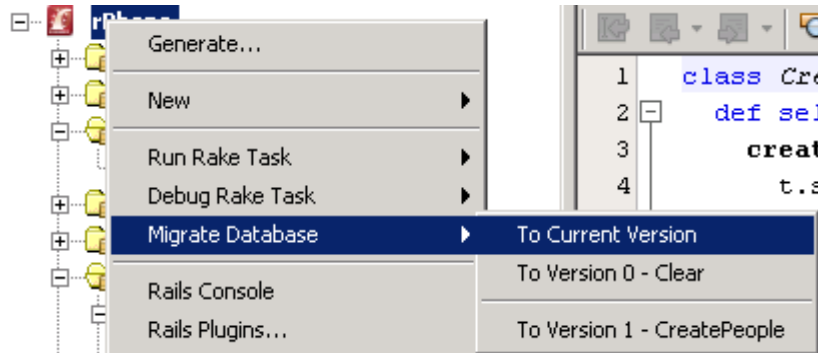 Generate...
New
Run Rake Task
Debug Rake Task
Migrate Database
Rails Console
Rails Plugins...
To Current Version
To Version 0 - Clear
To Version 1 - CreatePeople
1 class
2 def
3
4